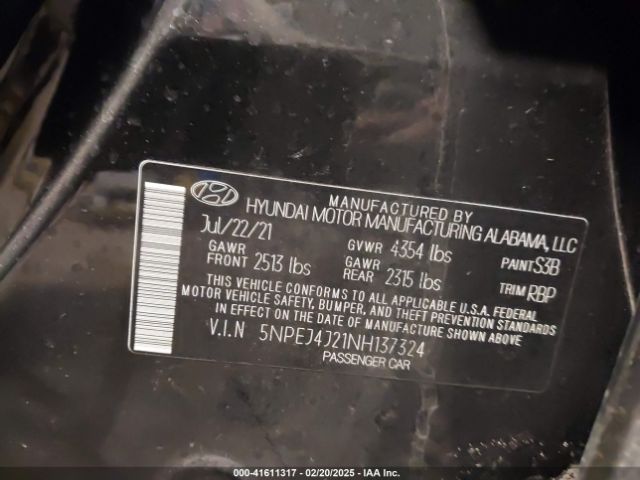 MANUFACTURED BY
HYUNDAI MOTOR MANUFACTURING ALABAMA, LLC
Jul/22/21 GVWR 4354 lbs PAINT S3B
GAWR FRONT 2513 lbs GAWR REAR 2315 lbs TRIM RBP
THIS VEHICLE CONFORMS TO ALL APPLICABLE U.S.A. FEDERAL
MOTOR VEHICLE SAFETY, BUMPER, AND THEFT PREVENTION STANDARDS
IN EFFECT ON THE DATE OF MANUFACTURE SHOWN ABOVE
V.I.N 5NPEJ4J21NH137324
PASSENGER CAR
000-41611317 • 02/20/2025 • IAA Inc.